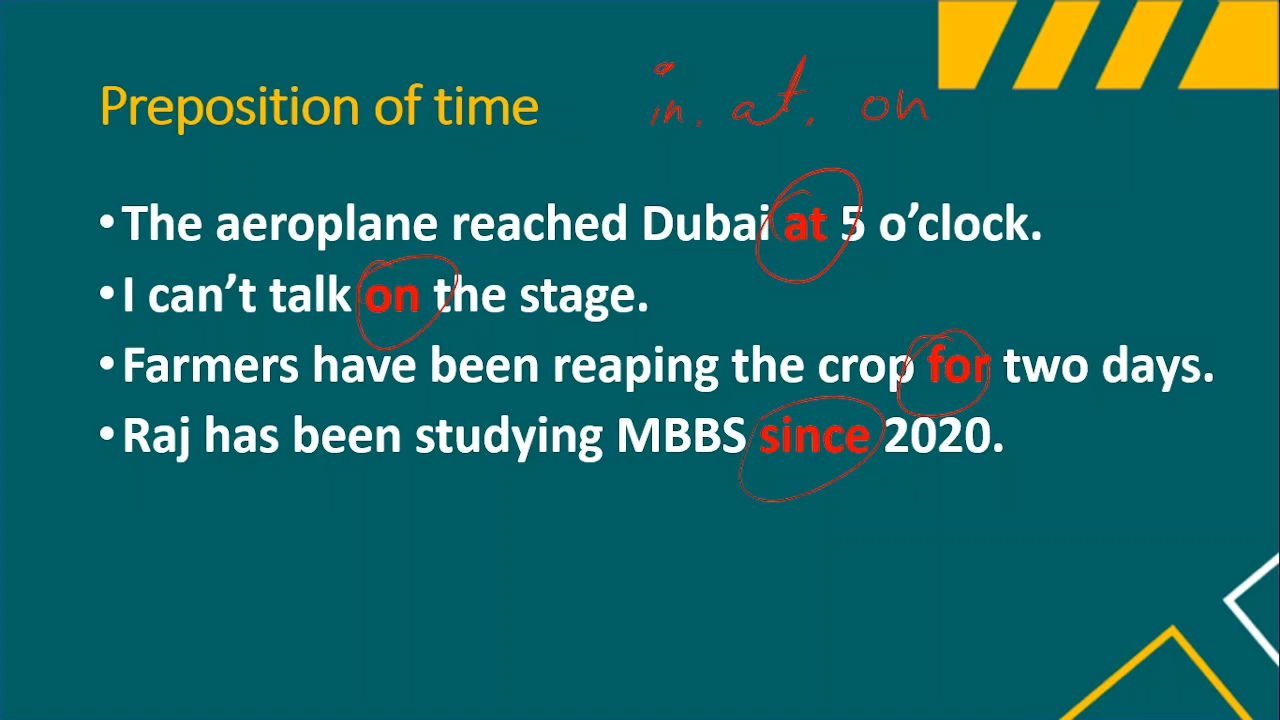 Preposition of time in, at, on
•The aeroplane reached Dubai at 5 o’clock.
•I can’t talk on the stage.
•Farmers have been reaping the crop for two days.
•Raj has been studying MBBS since 2020.